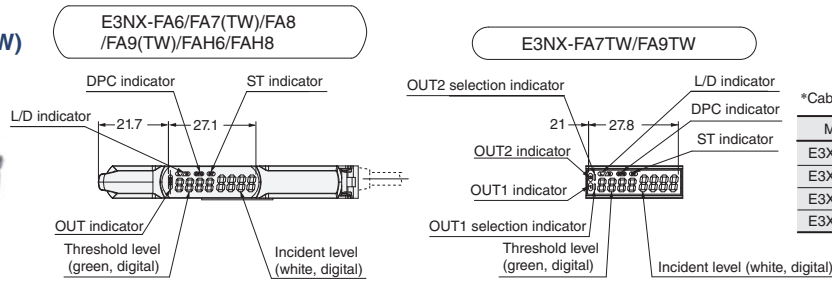 E3NX-FA6/FA7(TW)/FA8
/FA9(TW)/FAH6/FAH8
W)
DPC indicator
ST indicator
L/D indicator
21.7
27.1
OUT indicator
Threshold level
(green, digital)
Incident level
(white, digital)
E3NX-FA7TW/FA9TW
OUT2 selection indicator
L/D indicator
DPC indicator
21
27.8
ST indicator
OUT2 indicator
OUT1 indicator
OUT1 selection indicator
Threshold level
(green, digital)
Incident level (white, digital)
*Cab
M
E3X
E3X
E3X
E3X